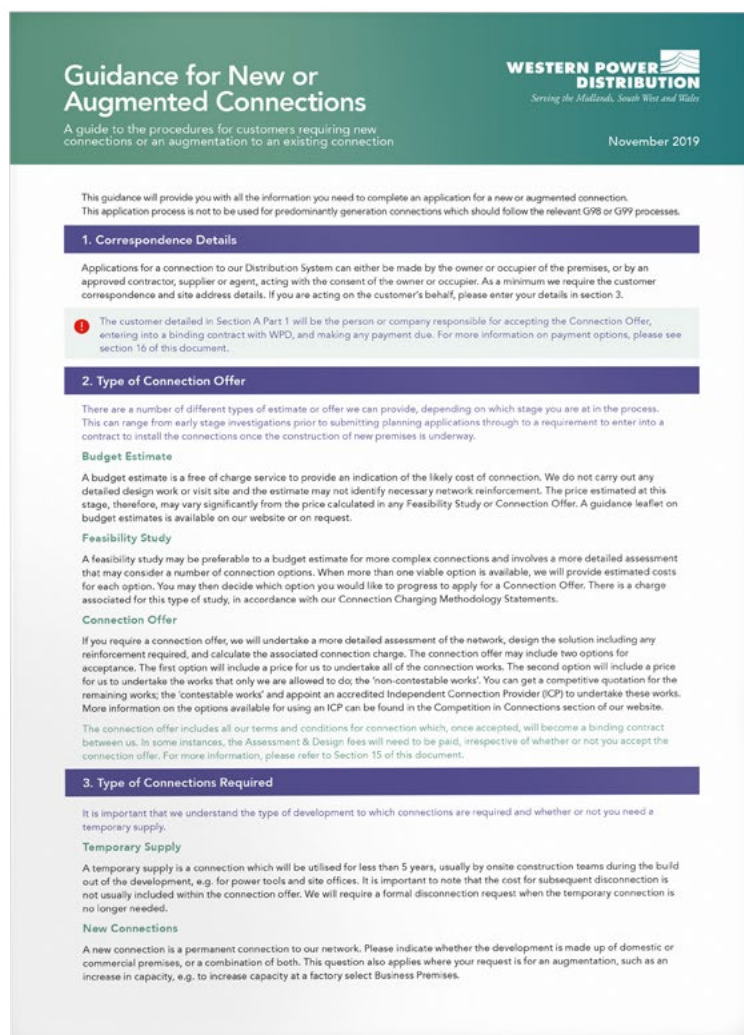 Guidance for New or
Augmented Connections
A guide to the procedures for customers requiring new
connections or an augmentation to an existing connection
WESTERN POWER
DISTRIBUTION
Serving the Midlands, South West and Wales
November 2019
This guidance will provide you with all the information you need to complete an application for a new or augmented connection.
This application process is not to be used for predominantly generation connections which should follow the relevant G98 or G99 processes.
1. Correspondence Details
Applications for a connection to our Distribution System can either be made by the owner or occupier of the premises, or by an
approved contractor, supplier or agent, acting with the consent of the owner or occupier. As a minimum we require the customer
correspondence and site address details. If you are acting on the customer's behalf, please enter your details in section 3.
The customer detailed in Section A Part 1 will be the person or company responsible for accepting the Connection Offer,
entering into a binding contract with WPD, and making any payment due. For more information on payment options, please see
section 16 of this document.
2. Type of Connection Offer
There are a number of different types of estimate or offer we can provide, depending on which stage you are at in the process.
This can range from early stage investigations prior to submitting planning applications through to a requirement to enter into a
contract to install the connections once the construction of new premises is underway.
Budget Estimate
A budget estimate is a free of charge service to provide an indication of the likely cost of connection. We do not carry out any
detailed design work or visit site and the estimate may not identify necessary network reinforcement. The price estimated at this
stage, therefore, may vary significantly from the price calculated in any Feasibility Study or Connection Offer. A guidance leaflet on
budget estimates is available on our website or on request.
Feasibility Study
A feasibility study may be preferable to a budget estimate for more complex connections and involves a more detailed assessment
that may consider a number of connection options. When more than one viable option is available, we will provide estimated costs
for each option. You may then decide which option you would like to progress to apply for a Connection Offer. There is a charge
associated for this type of study, in accordance with our Connection Charging Methodology Statements.
Connection Offer
If you require a connection offer, we will undertake a more detailed assessment of the network, design the solution including any
reinforcement required, and calculate the associated connection charge. The connection offer may include two options for
acceptance. The first option will include a price for us to undertake all of the connection works. The second option will include a price
for us to undertake the works that only we are allowed to do; the 'non-contestable works'. You can get a competitive quotation for the
remaining works; the 'contestable works' and appoint an accredited Independent Connection Provider (ICP) to undertake these works.
More information on the options available for using an ICP can be found in the Competition in Connections section of our website.
The connection offer includes all our terms and conditions for connection which, once accepted, will become a binding contract
between us. In some instances, the Assessment & Design fees will need to be paid, irrespective of whether or not you accept the
connection offer. For more information, please refer to Section 15 of this document.
3. Type of Connections Required
It is important that we understand the type of development to which connections are required and whether or not you need a
temporary supply.
Temporary Supply
A temporary supply is a connection which will be utilised for less than 5 years, usually by onsite construction teams during the build
out of the development, e.g. for power tools and site offices. It is important to note that the cost for subsequent disconnection is
not usually included within the connection offer. We will require a formal disconnection request when the temporary connection is
no longer needed.
New Connections
A new connection is a permanent connection to our network. Please indicate whether the development is made up of domestic or
commercial premises, or a combination of both. This question also applies where your request is for an augmentation, such as an
increase in capacity, e.g. to increase capacity at a factory select Business Premises.